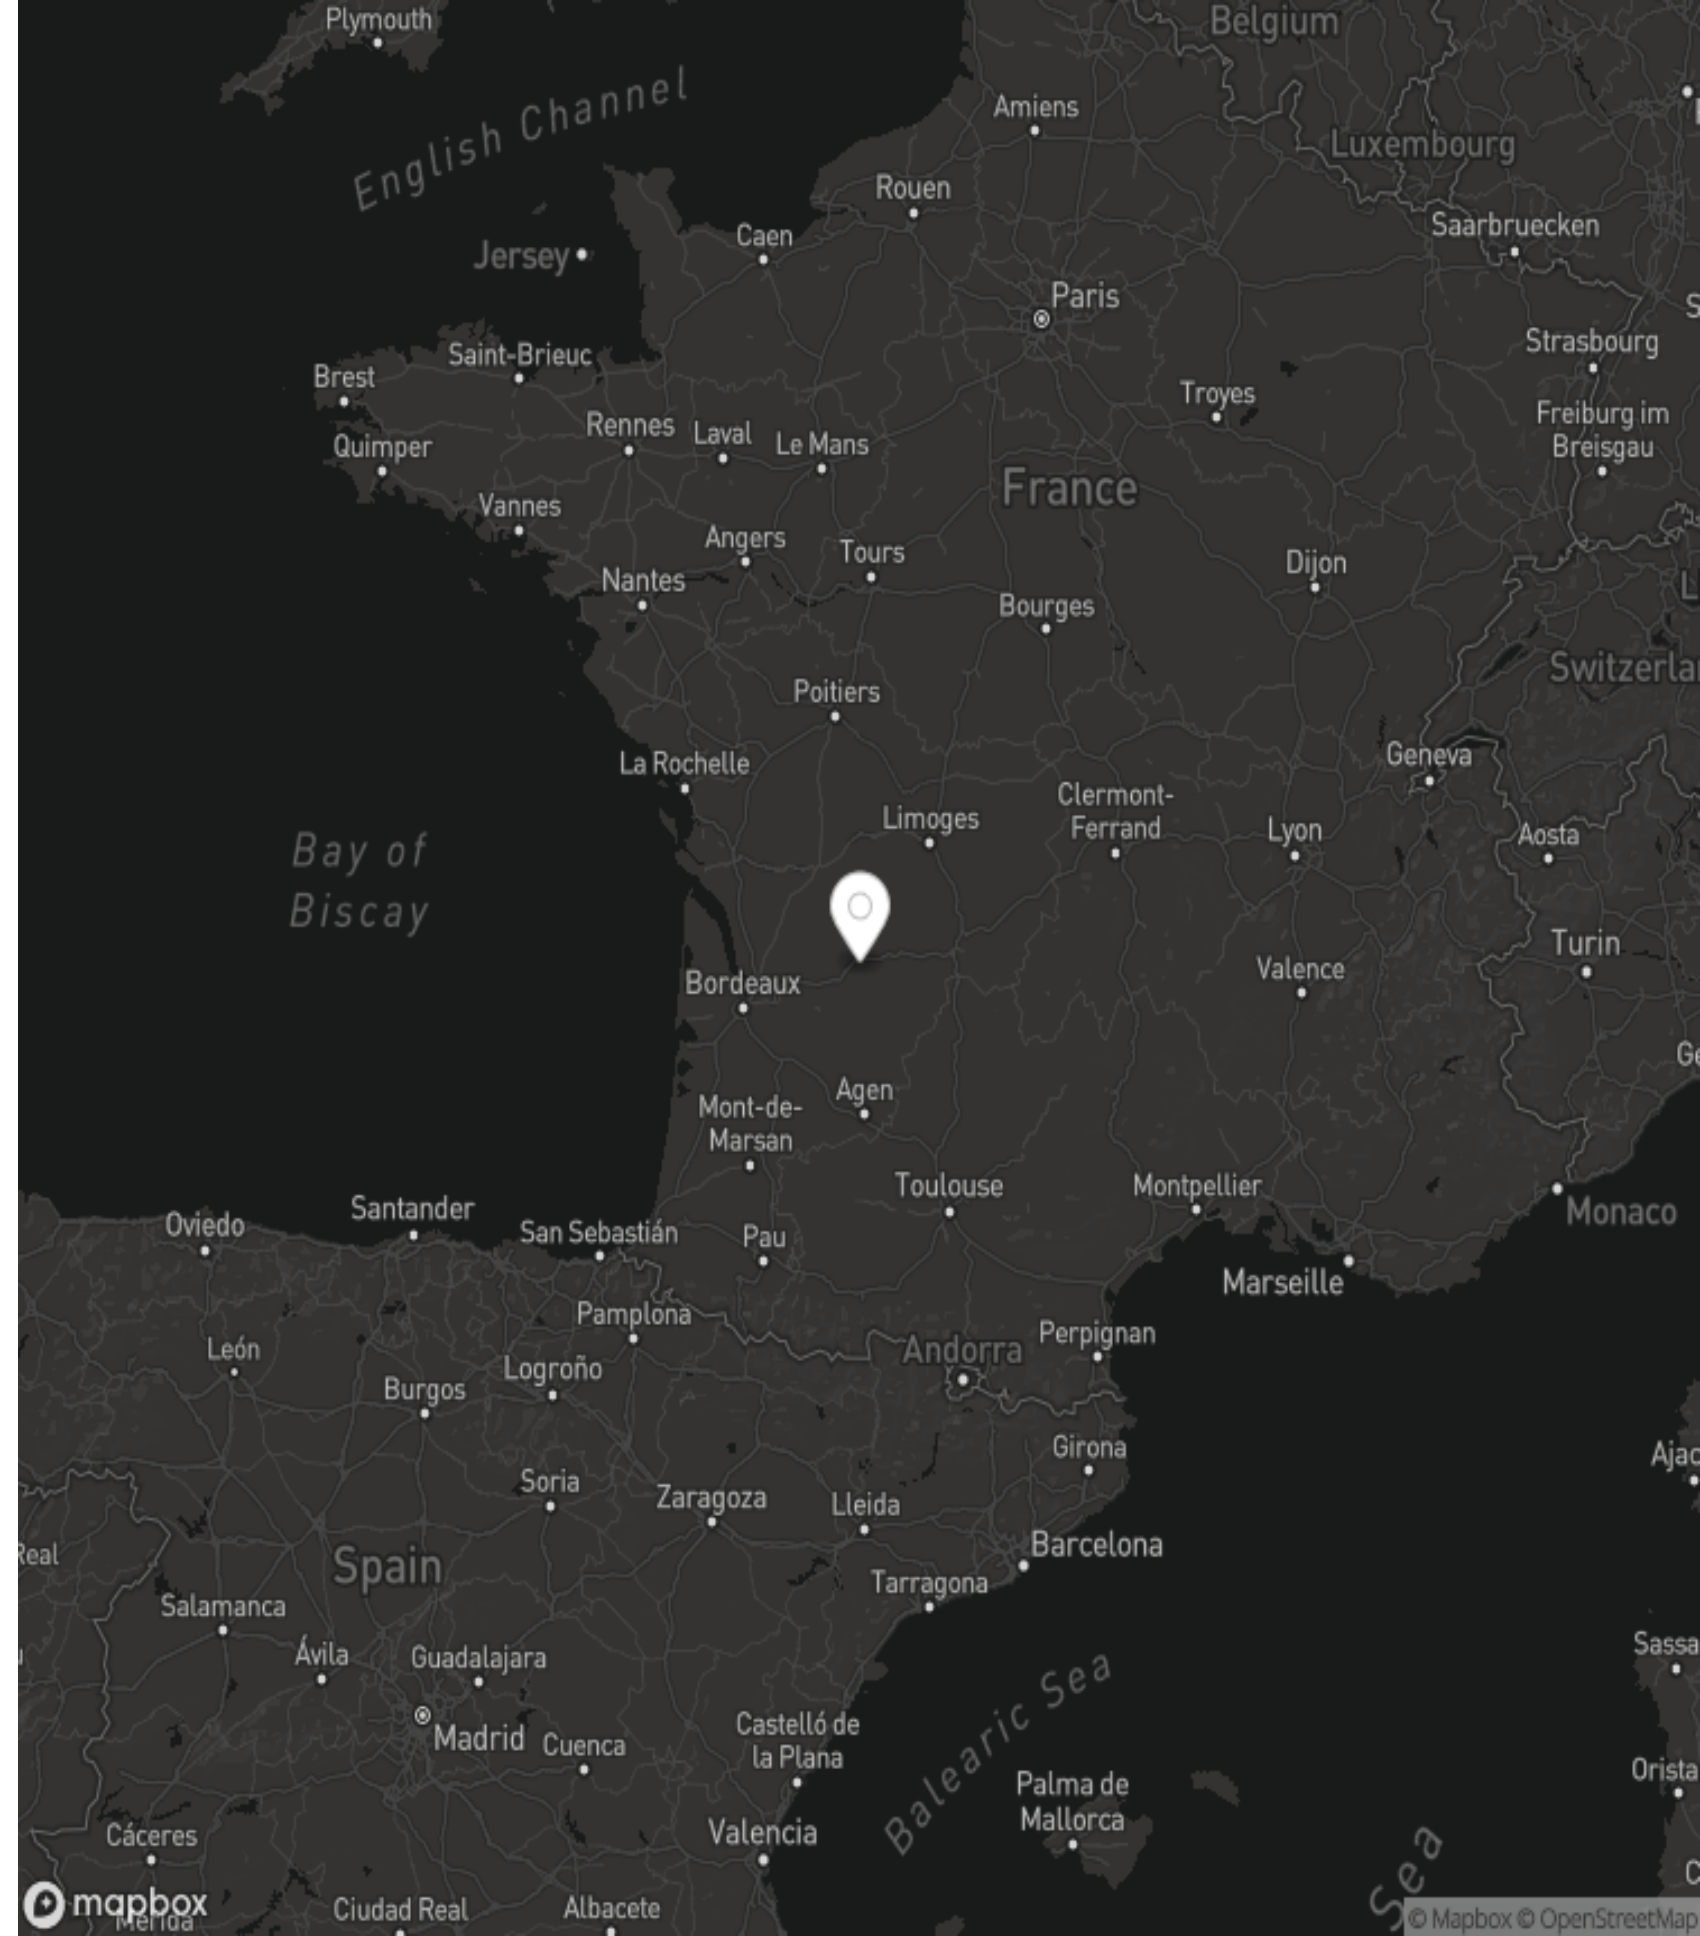 Plymouth
Belgium
English Channel
Amiens
Luxembourg
Rouen
Saarbruecken
Caen
Jersey
Paris
Strasbourg
Saint-Brieuc
Brest
Troyes
Freiburg im
Breisgau
Rennes
Laval
Le Mans
Quimper
France
Vannes
Angers
Tours
Dijon
Nantes
Bourges
Switzerla
Poitiers
Geneva
La Rochelle
Clermont-
Ferrand
Limoges
Lyon
Aosta
Bay of
Biscay
Turin
Valence
Bordeaux
Ge
Agen
Mont-de-
Marsan
Toulouse
Montpellier
Monaco
Santander
Oviedo
San Sebastián
Pau
Marseille
Pamplona
Perpignan
Andorra
León
Logroño
Burgos
Girona
Ajac
Soria
Zaragoza
Lleida
Barcelona
Real
Spain
Tarragona
Salamanca
Sassa
Ávila
Guadalajara
Balearic Sea
Madrid
Cuenca
Castelló de
la Plana
Orista
Palma de
Mallorca
Cáceres
Valencia
Sea
mapbox
Mérida
Ciudad Real
Albacete
© Mapbox © OpenStreetMap